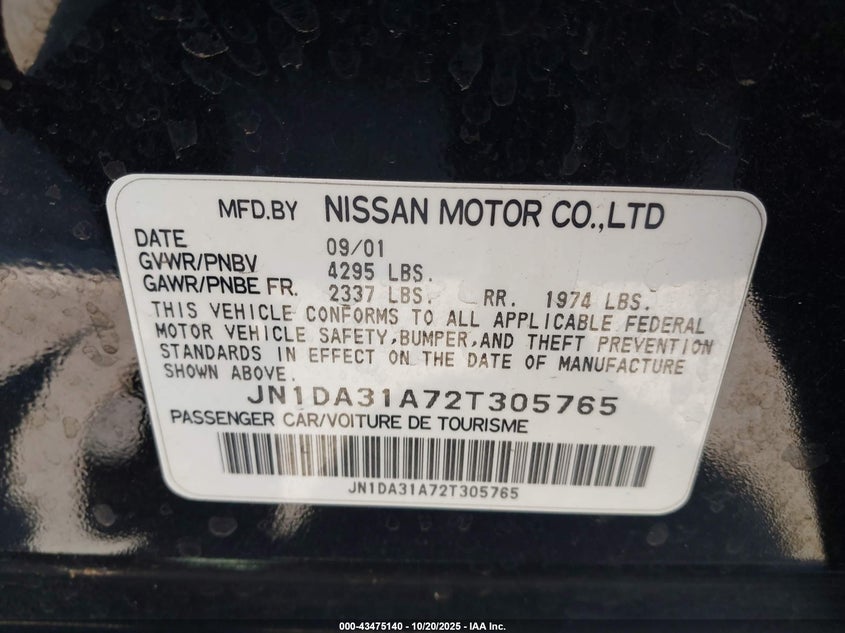 MFD.BY NISSAN MOTOR CO.,LTD
DATE 09/01
GVWR/PNBV 4295 LBS.
GAWR/PNBE FR. 2337 LBS. RR. 1974 LBS.
THIS VEHICLE CONFORMS TO ALL APPLICABLE FEDERAL
MOTOR VEHICLE SAFETY,BUMPER,AND THEFT PREVENTION
STANDARDS IN EFFECT ON THE DATE OF MANUFACTURE
SHOWN ABOVE.
JN1DA31A72T305765
PASSENGER CAR/VOITURE DE TOURISME
JN1DA31A72T305765
000-43475140 - 10/20/2025 - IAA Inc.